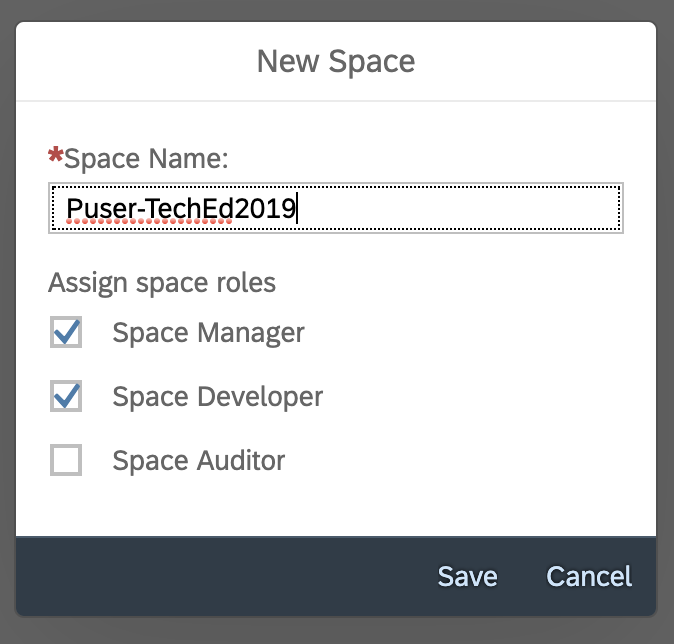 New Space
*Space Name:
Puser-TechEd2019
Assign space roles
Space Manager
Space Developer
Space Auditor
Save Cancel